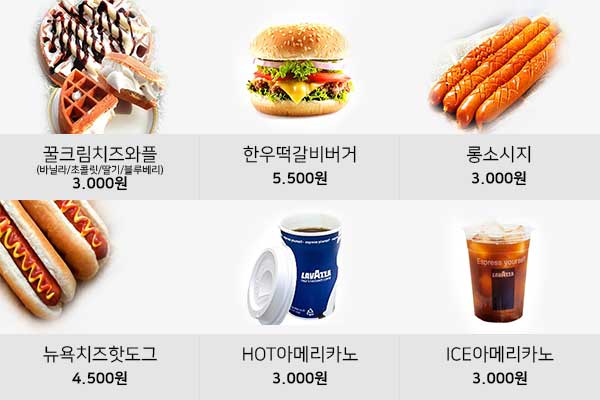 꿀크림치즈와플
(바닐라/초콜릿/딸기/블루베리)
3.000원
한우떡갈비버거
5.500원
롱소시지
3.000원
뉴욕치즈핫도그
4.500원
LAVAZZA
HOT아메리카노
3.000원
Espress yourself
LAVAZZA
ICE아메리카노
3.000원